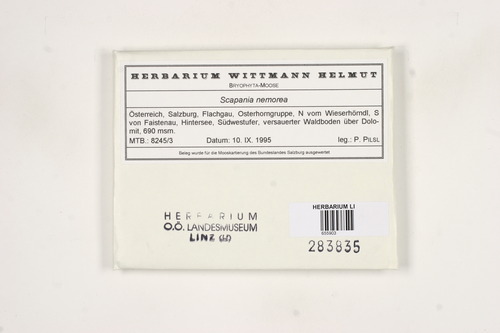 HERBARIUM WITTMANN HELMUT
BRYOPHYTA-MOOSE
Scapania nemorea
Österreich, Salzburg, Flachgau, Osterhorngruppe, N vom Wieserhörndl, S
von Faistenau, Hintersee, Südwestufer, versauerter Waldboden über Dolo-
mit, 690 msm.
MTB.: 8245/3 Datum: 10. IX. 1995 leg.: P. PILSL
Beleg wurde für die Mooskartierung des Bundeslandes Salzburg ausgewertet
HERBARIUM LI
HERBARIUM
O.Ö. LANDESMUSEUM
LINZ (LI)
283835